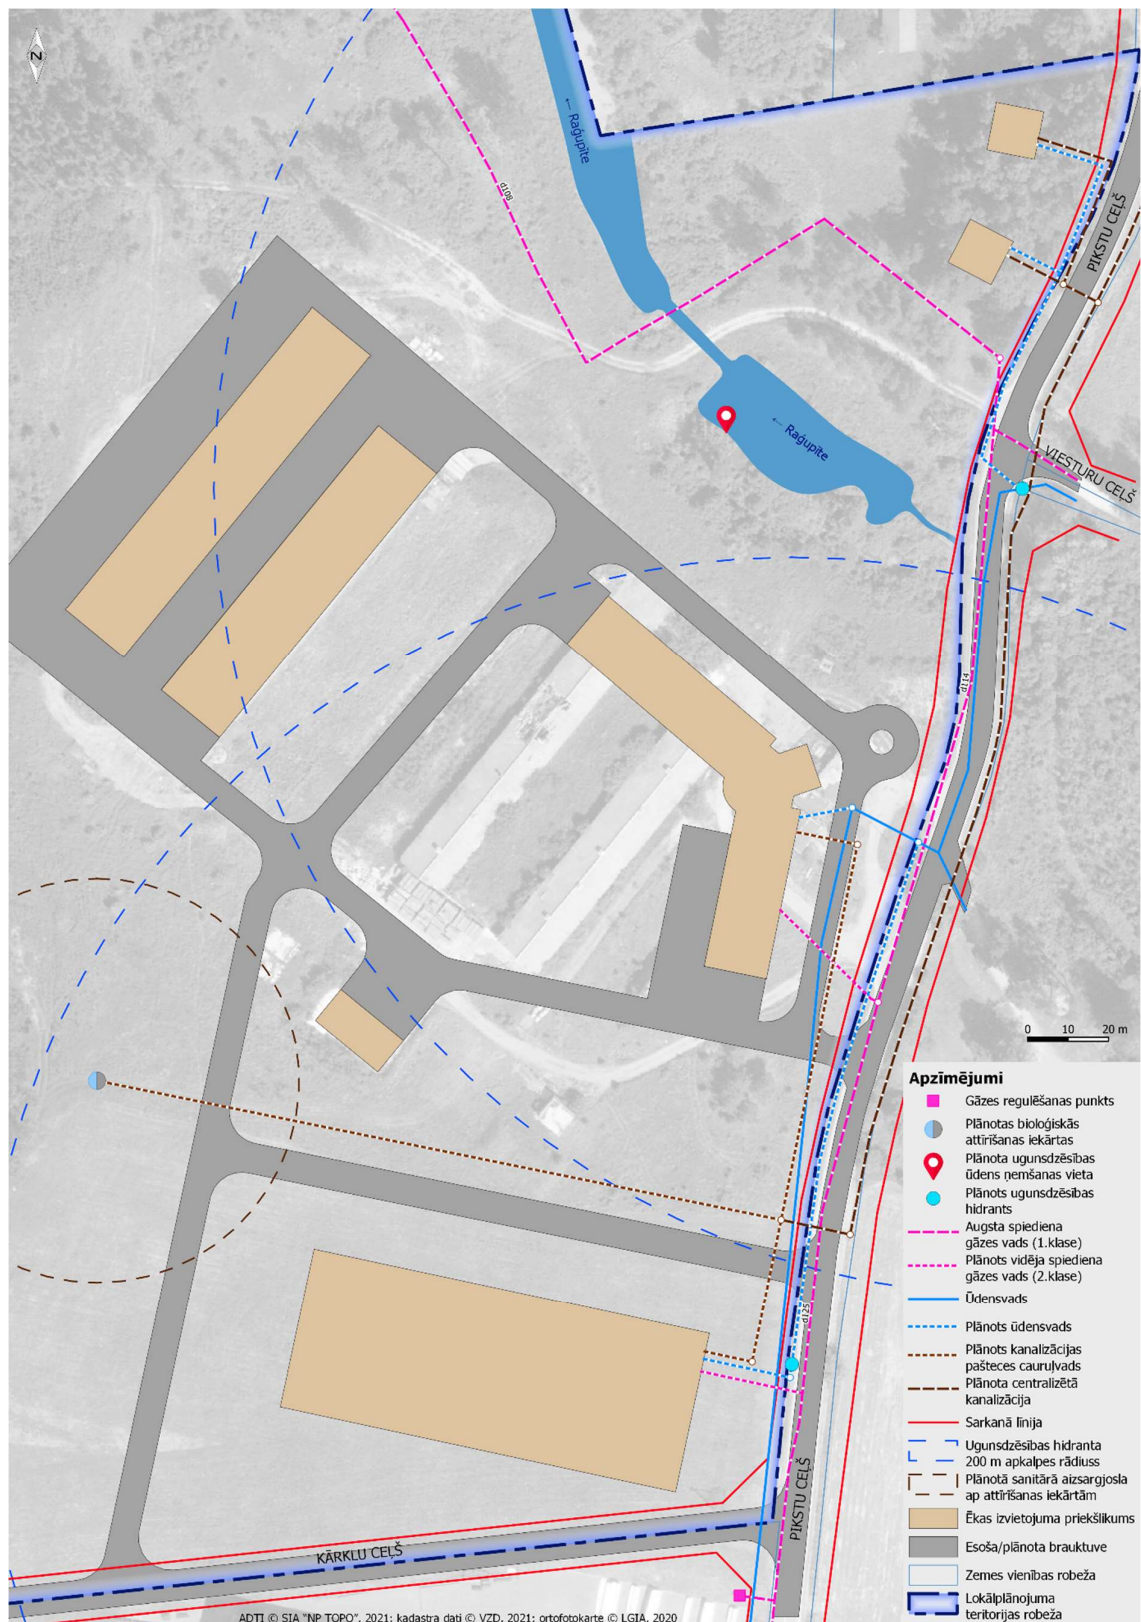 Z
← Raģupīte
d108
PIKSTU CEĻŠ
← Raģupīte
VIESTURU CEĻŠ
d114
0 10 20 m
Apzīmējumi
Gāzes regulēšanas punkts
Plānotas bioloģiskās
attīrīšanas iekārtas
Plānota ugunsdzēsības
ūdens ņemšanas vieta
Plānots ugunsdzēsības
hidrants
Augsta spiediena
gāzes vads (1.klase)
Plānots vidēja spiediena
gāzes vads (2.klase)
Ūdensvads
Plānots ūdensvads
Plānots kanalizācijas
pašteces cauruļvads
Plānota centralizētā
kanalizācija
Sarkanā līnija
Ugunsdzēsības hidranta
200 m apkalpes rādiuss
Plānotā sanitārā aizsargjosla
ap attīrīšanas iekārtām
Ēkas izvietojuma priekšlikums
Esoša/plānota brauktuve
Zemes vienības robeža
Lokālplānojuma
teritorijas robeža
d125
PIKSTU CEĻŠ
KĀRKLU CEĻŠ
ADTI © SIA "NP TOPO", 2021; kadastra dati © VZD, 2021; ortofotokarte © LĢIA, 2020